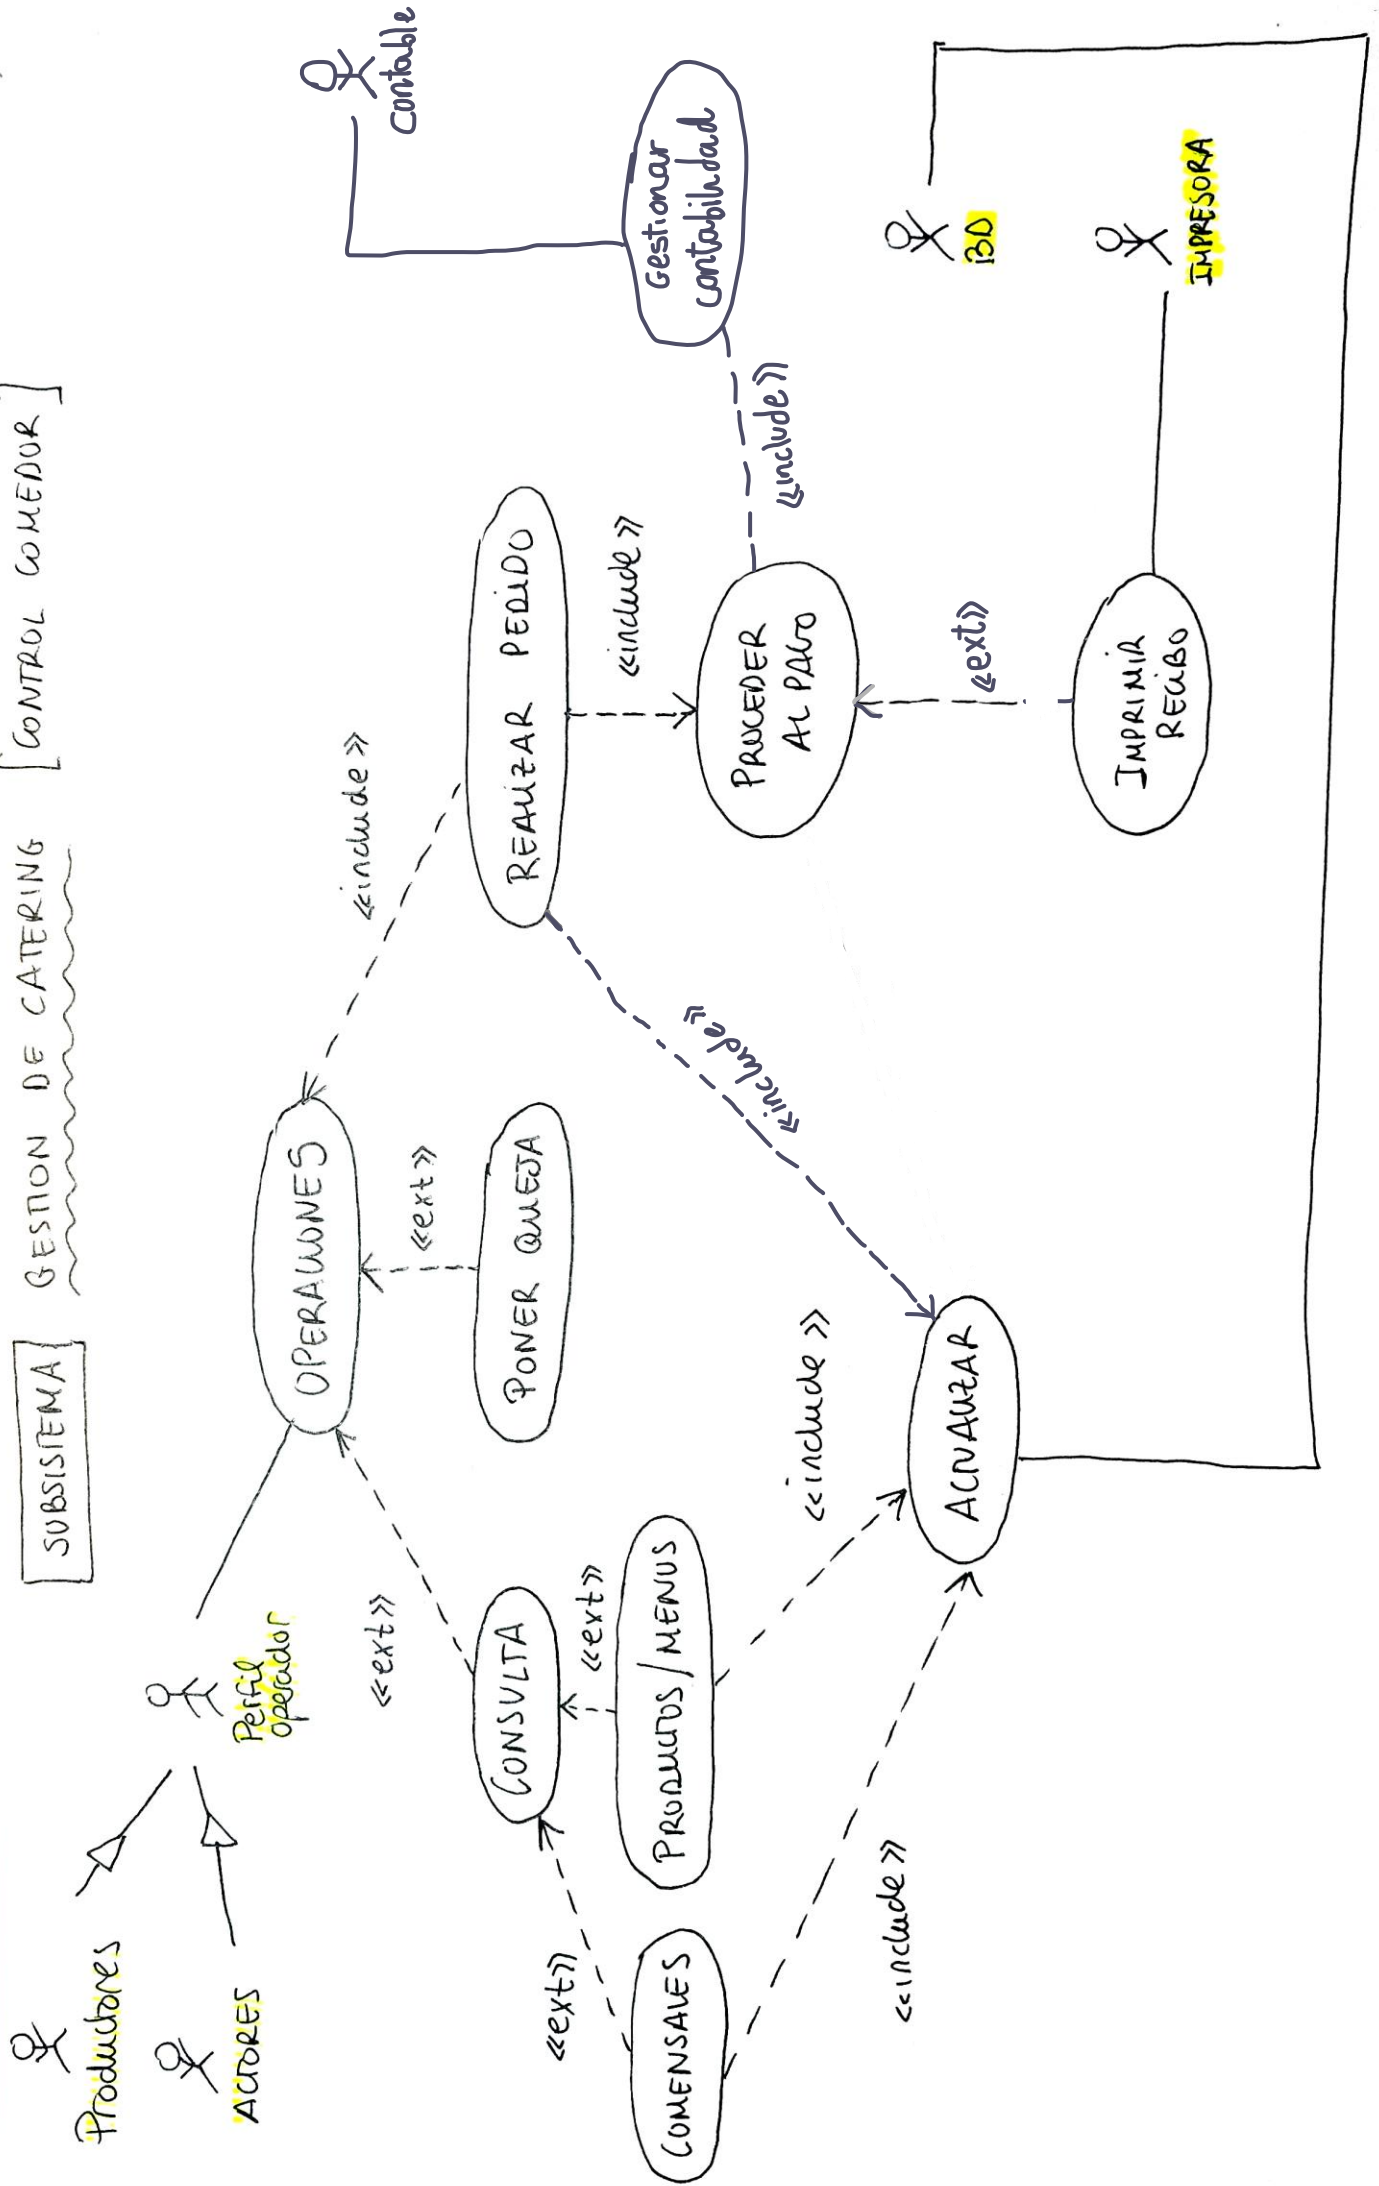 SUBSISTEMA GESTION DE CATERING [CONTROL COMEDOR]
Productores
ACTORES
Perfil
operador
OPERACIONES
contable
«ext»
«include»
«ext»
CONSULTA
PONER QUEJA
REALIZAR PEDIDO
«ext»
«ext»
«include»
COMENSALES
PRODUCTOS/MENUS
Gestionar
contabilidad
«include»
PROCEDER
AL PAGO
«include»
«include»
«include»
ACTUALIZAR
«ext»
BD
IMPRIMIR
RECIBO
IMPRESORA